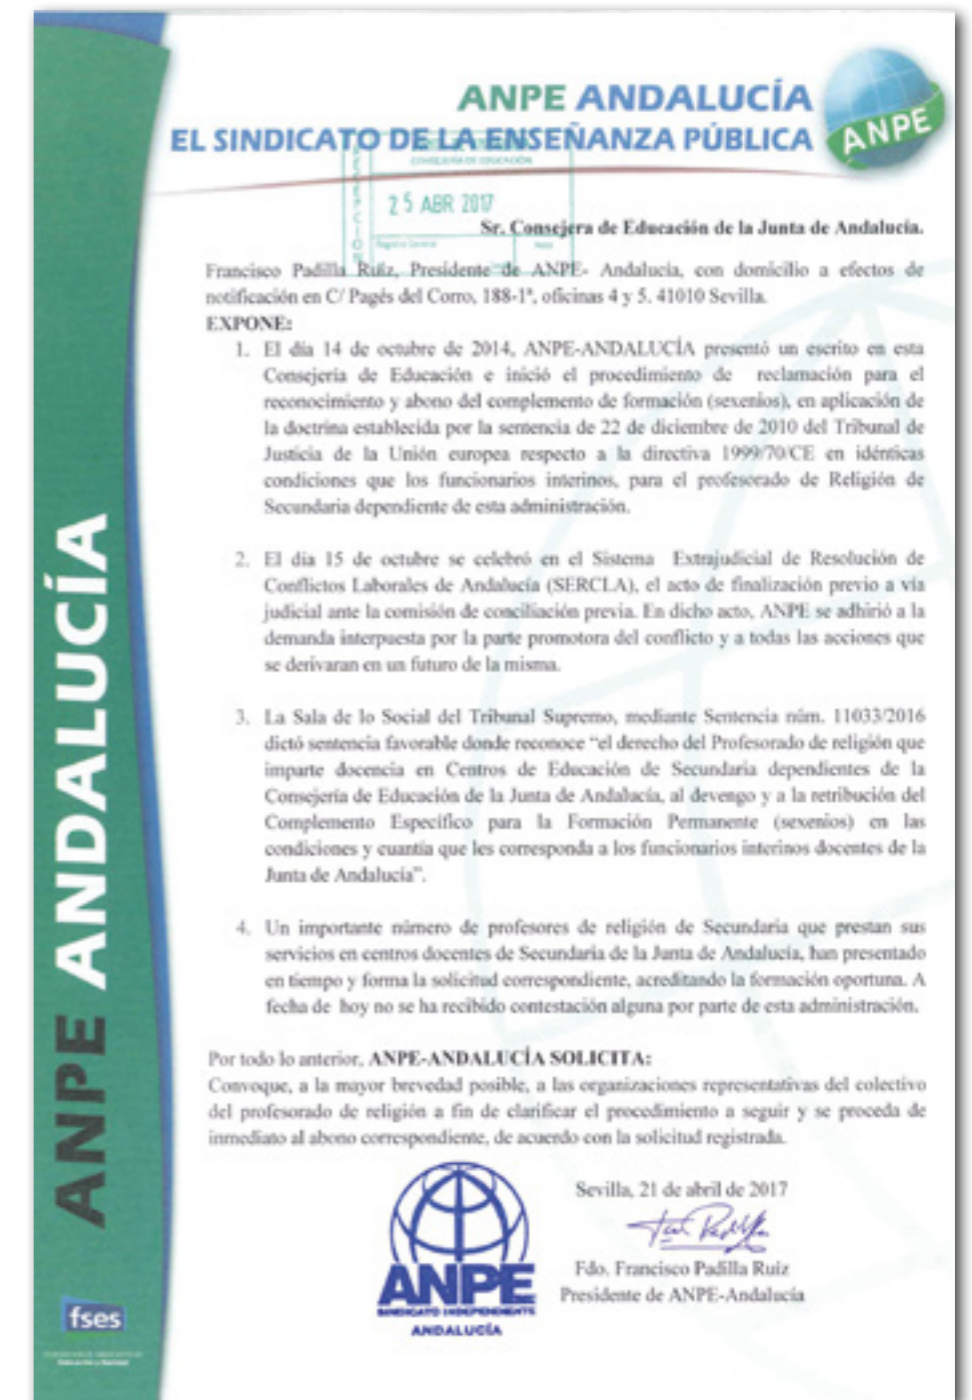 ANPE ANDALUCÍA
EL SINDICATO DE LA ENSEÑANZA PÚBLICA
ANPE
CONSEJERÍA DE EDUCACIÓN
25 ABR 2017
Registro General
Sr. Consejera de Educación de la Junta de Andalucía.
Francisco Padilla Ruiz, Presidente de ANPE- Andalucía, con domicilio a efectos de
notificación en C/ Pagés del Corro, 188-1ª, oficinas 4 y 5. 41010 Sevilla.
EXPONE:
1. El día 14 de octubre de 2014, ANPE-ANDALUCÍA presentó un escrito en esta
Consejería de Educación e inició el procedimiento de reclamación para el
reconocimiento y abono del complemento de formación (sexenios), en aplicación de
la doctrina establecida por la sentencia de 22 de diciembre de 2010 del Tribunal de
Justicia de la Unión europea respecto a la directiva 1999/70/CE en idénticas
condiciones que los funcionarios interinos, para el profesorado de Religión de
Secundaria dependiente de esta administración.
2. El día 15 de octubre se celebró en el Sistema Extrajudicial de Resolución de
Conflictos Laborales de Andalucía (SERCLA), el acto de finalización previo a vía
judicial ante la comisión de conciliación previa. En dicho acto, ANPE se adhirió a la
demanda interpuesta por la parte promotora del conflicto y a todas las acciones que
se derivaran en un futuro de la misma.
3. La Sala de lo Social del Tribunal Supremo, mediante Sentencia núm. 11033/2016
dictó sentencia favorable donde reconoce “el derecho del Profesorado de religión que
imparte docencia en Centros de Educación de Secundaria dependientes de la
Consejería de Educación de la Junta de Andalucía, al devengo y a la retribución del
Complemento Específico para la Formación Permanente (sexenios) en las
condiciones y cuantía que les corresponda a los funcionarios interinos docentes de la
Junta de Andalucía”.
4. Un importante número de profesores de religión de Secundaria que prestan sus
servicios en centros docentes de Secundaria de la Junta de Andalucía, han presentado
en tiempo y forma la solicitud correspondiente, acreditando la formación oportuna. A
fecha de hoy no se ha recibido contestación alguna por parte de esta administración.
Por todo lo anterior, ANPE-ANDALUCÍA SOLICITA:
Convoque, a la mayor brevedad posible, a las organizaciones representativas del colectivo
del profesorado de religión a fin de clarificar el procedimiento a seguir y se proceda de
inmediato al abono correspondiente, de acuerdo con la solicitud registrada.
Sevilla, 21 de abril de 2017
Fdo. Francisco Padilla Ruiz
Presidente de ANPE-Andalucía
ANPE
SINDICATO INDEPENDIENTE
ANDALUCÍA
ANPE ANDALUCÍA
fses